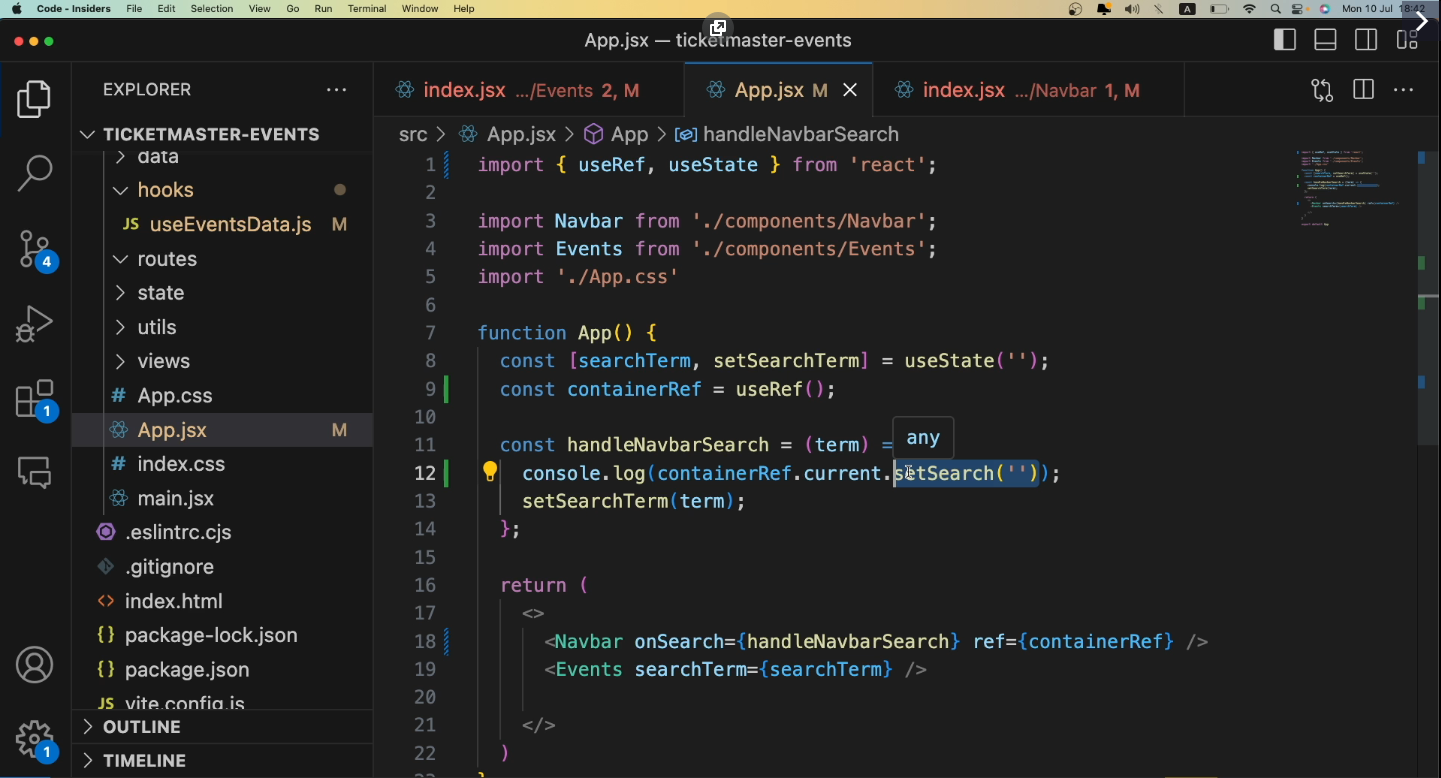 Code - Insiders File Edit Selection View Go Run Terminal Window Help A Mon 10 Jul 18:42
App.jsx — ticketmaster-events
EXPLORER
index.jsx .../Events 2, M
App.jsx M
index.jsx .../Navbar 1, M
TICKETMASTER-EVENTS
data
hooks
JS useEventsData.js M
routes
state
utils
views
# App.css
App.jsx M
# index.css
main.jsx
.eslintrc.cjs
.gitignore
<> index.html
{} package-lock.json
{} package.json
JS vite.config.js
OUTLINE
TIMELINE
4
1
1
src > App.jsx > App > handleNavbarSearch
1 import { useRef, useState } from 'react';
2
3 import Navbar from './components/Navbar';
4 import Events from './components/Events';
5 import './App.css'
6
7 function App() {
8 const [searchTerm, setSearchTerm] = useState('');
9 const containerRef = useRef();
10
11 const handleNavbarSearch = (term) =
any
12 console.log(containerRef.current.setSearch(''));
13 setSearchTerm(term);
14 };
15
16 return (
17 <>
18 <Navbar onSearch={handleNavbarSearch} ref={containerRef} />
19 <Events searchTerm={searchTerm} />
20
21 </>
22 )
23 }